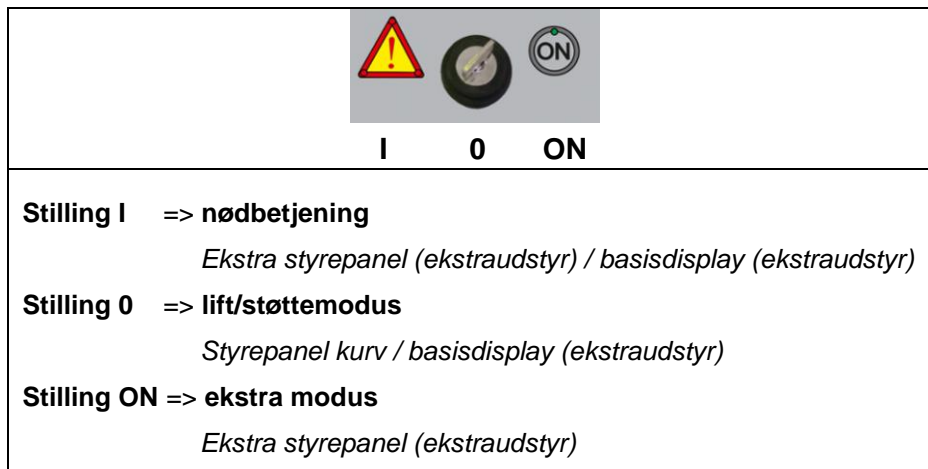 ON
I 0 ON
Stilling I => nødbetjening
Ekstra styrepanel (ekstraudstyr) / basisdisplay (ekstraudstyr)
Stilling 0 => lift/støttemodus
Styrepanel kurv / basisdisplay (ekstraudstyr)
Stilling ON => ekstra modus
Ekstra styrepanel (ekstraudstyr)